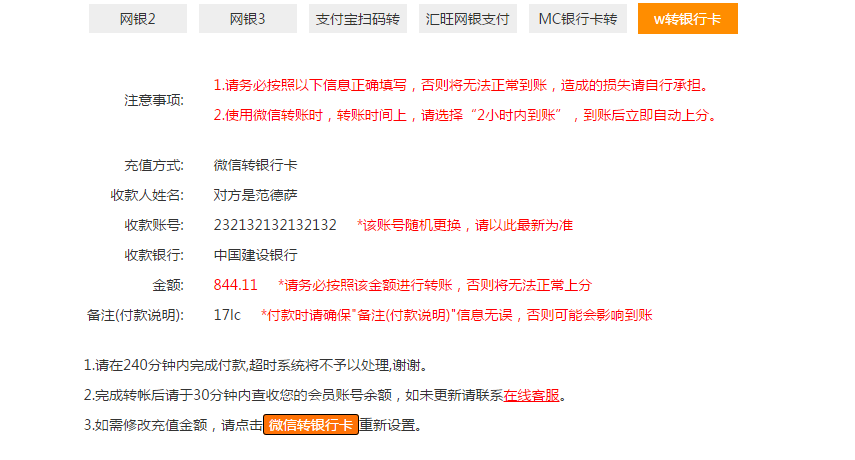 网银2 网银3 支付宝扫码转 汇旺网银支付 MC银行卡转 w转银行卡
1.请务必按照以下信息正确填写，否则将无法正常到账，造成的损失请自行承担。
注意事项:
2.使用微信转账时，转账时间上，请选择“2小时内到账”，到账后立即自动上分。
充值方式: 微信转银行卡
收款人姓名: 对方是范德萨
收款账号: 232132132132132 *该账号随机更换，请以此最新为准
收款银行: 中国建设银行
金额: 844.11 *请务必按照该金额进行转账，否则将无法正常上分
备注(付款说明): 17lc *付款时请确保"备注(付款说明)"信息无误，否则可能会影响到账
1.请在240分钟内完成付款,超时系统将不予以处理,谢谢。
2.完成转帐后请于30分钟内查收您的会员账号余额，如未更新请联系在线客服。
3.如需修改充值金额，请点击微信转银行卡重新设置。